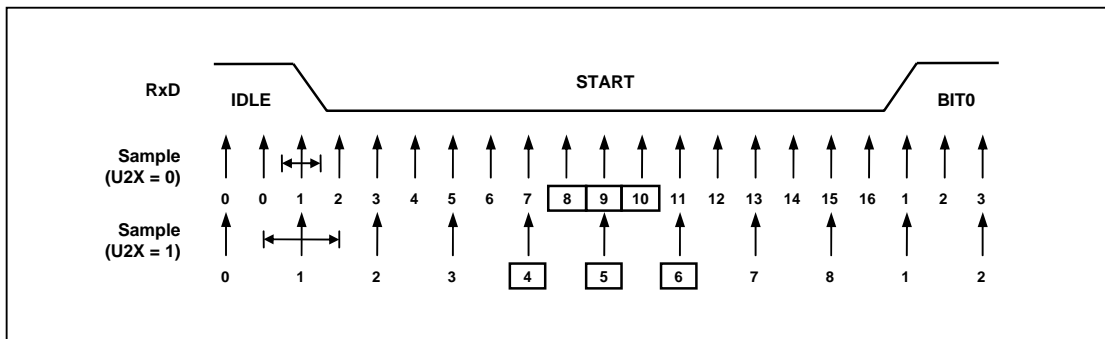 RxD IDLE START BIT0
Sample
(U2X = 0)
0 0 1 2 3 4 5 6 7 8 9 10 11 12 13 14 15 16 1 2 3
Sample
(U2X = 1)
0 1 2 3 4 5 6 7 8 1 2